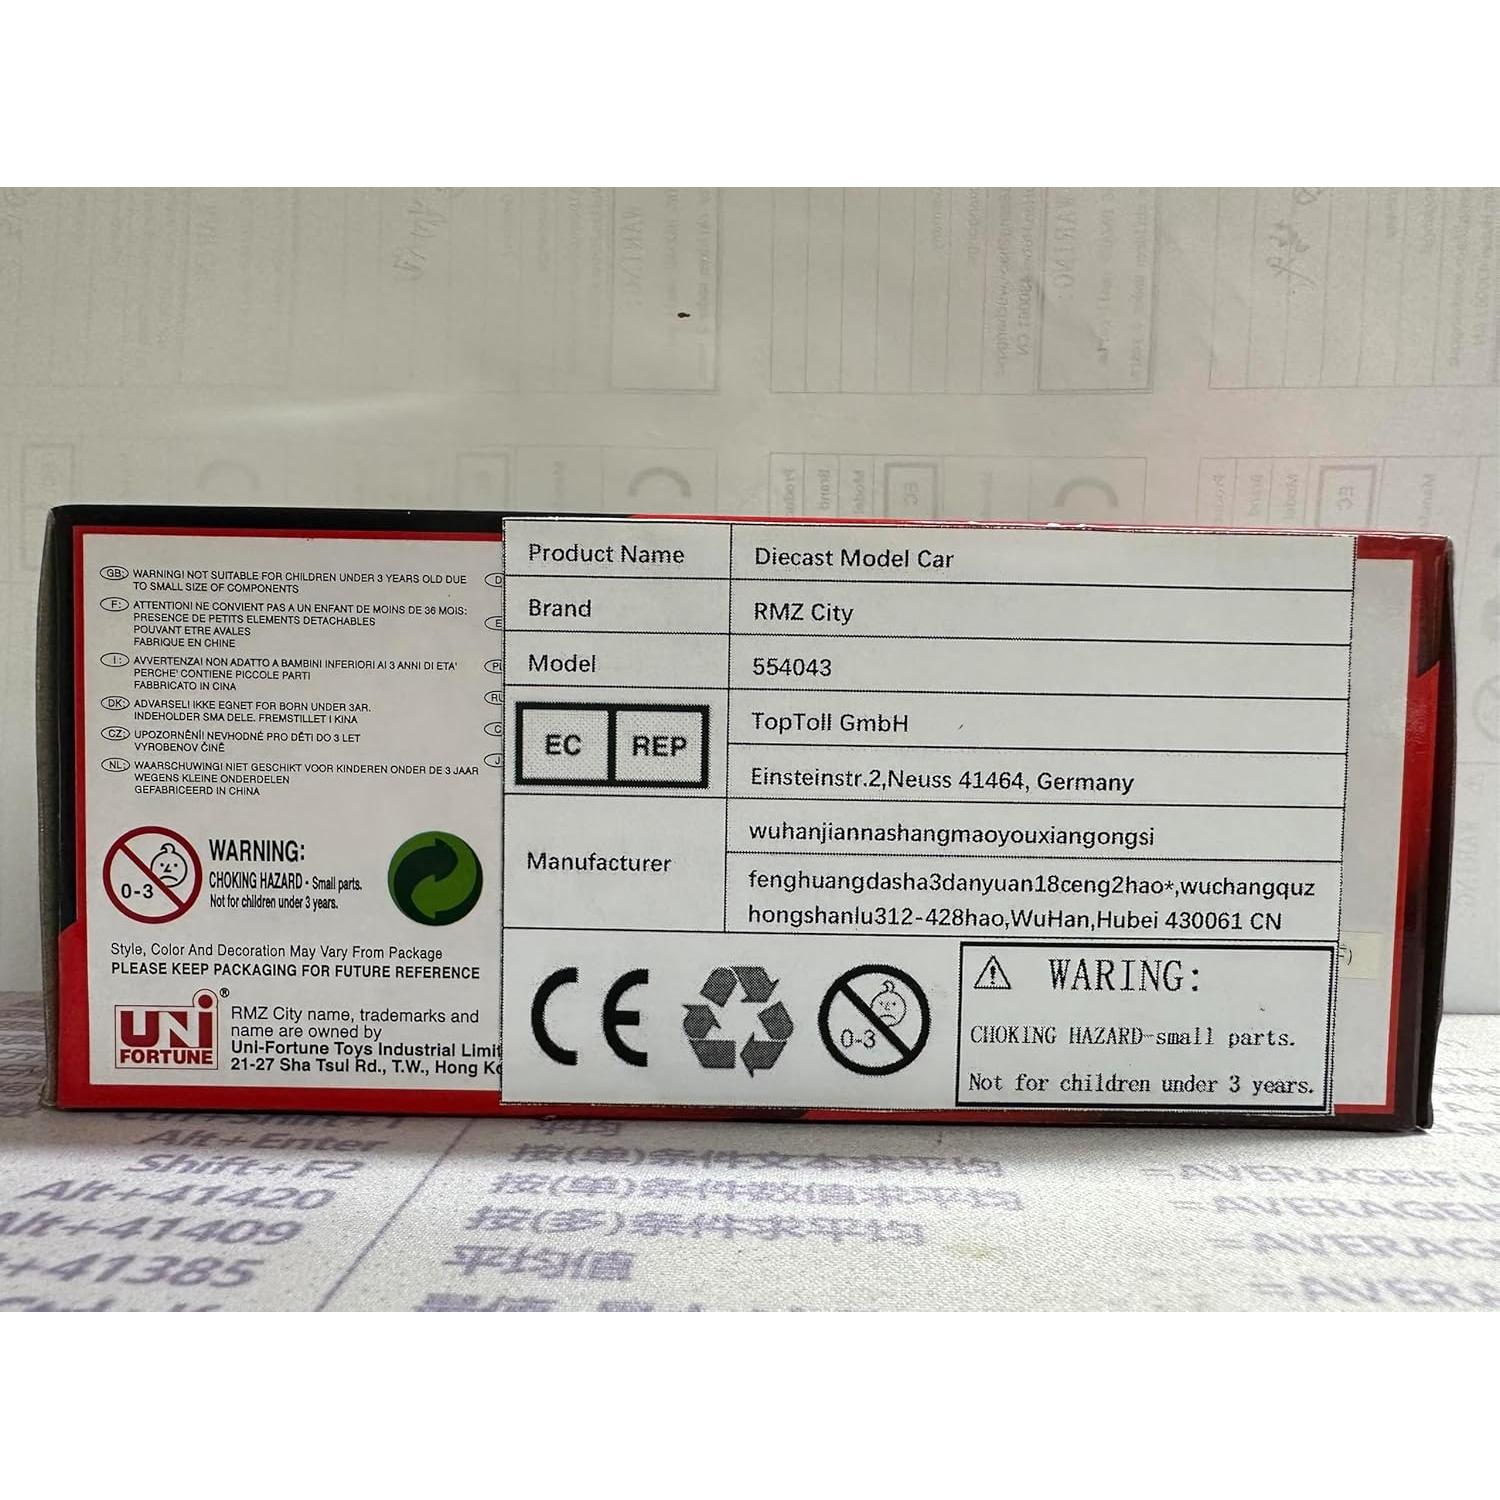 GB: WARNING! NOT SUITABLE FOR CHILDREN UNDER 3 YEARS OLD DUE
TO SMALL SIZE OF COMPONENTS
F: ATTENTION! NE CONVIENT PAS A UN ENFANT DE MOINS DE 36 MOIS:
PRESENCE DE PETITS ELEMENTS DETACHABLES
POUVANT ETRE AVALES
FABRIQUE EN CHINE
I: AVVERTENZA! NON ADATTO A BAMBINI INFERIORI AI 3 ANNI DI ETA'
PERCHE' CONTIENE PICCOLE PARTI
FABBRICATO IN CINA
DK: ADVARSEL! IKKE EGNET FOR BORN UNDER 3AR.
INDEHOLDER SMA DELE. FREMSTILLET I KINA
CZ: UPOZORNĚNÍ! NEVHODNÉ PRO DĚTI DO 3 LET
VYROBENOV ČINĚ
NL: WAARSCHUWING! NIET GESCHIKT VOOR KINDEREN ONDER DE 3 JAAR
WEGENS KLEINE ONDERDELEN
GEFABRICEERD IN CHINA
0-3
WARNING:
CHOKING HAZARD - Small parts.
Not for children under 3 years.
Style, Color And Decoration May Vary From Package
PLEASE KEEP PACKAGING FOR FUTURE REFERENCE
UNi
FORTUNE
®
RMZ City name, trademarks and
name are owned by
Uni-Fortune Toys Industrial Limit
21-27 Sha Tsui Rd., T.W., Hong Ko
Product Name Diecast Model Car
Brand RMZ City
Model 554043
EC REP
TopToll GmbH
Einsteinstr.2,Neuss 41464, Germany
Manufacturer
wuhanjiannashangmaoyouxiangongsi
fenghuangdasha3danyuan18ceng2hao*,wuchangquz
hongshanlu312-428hao,WuHan,Hubei 430061 CN
CE
0-3
WARING:
CHOKING HAZARD-small parts.
Not for children under 3 years.
Alt+Enter
Shift+F2
Alt+41420
Alt+41409
+41385
平均
按(单)条件文本求平均
按(单)条件数值求平均
按(多)条件求平均
平均值
=AVERAGEIF(A
=AVERAGEI
=AVERAG
=AVERA